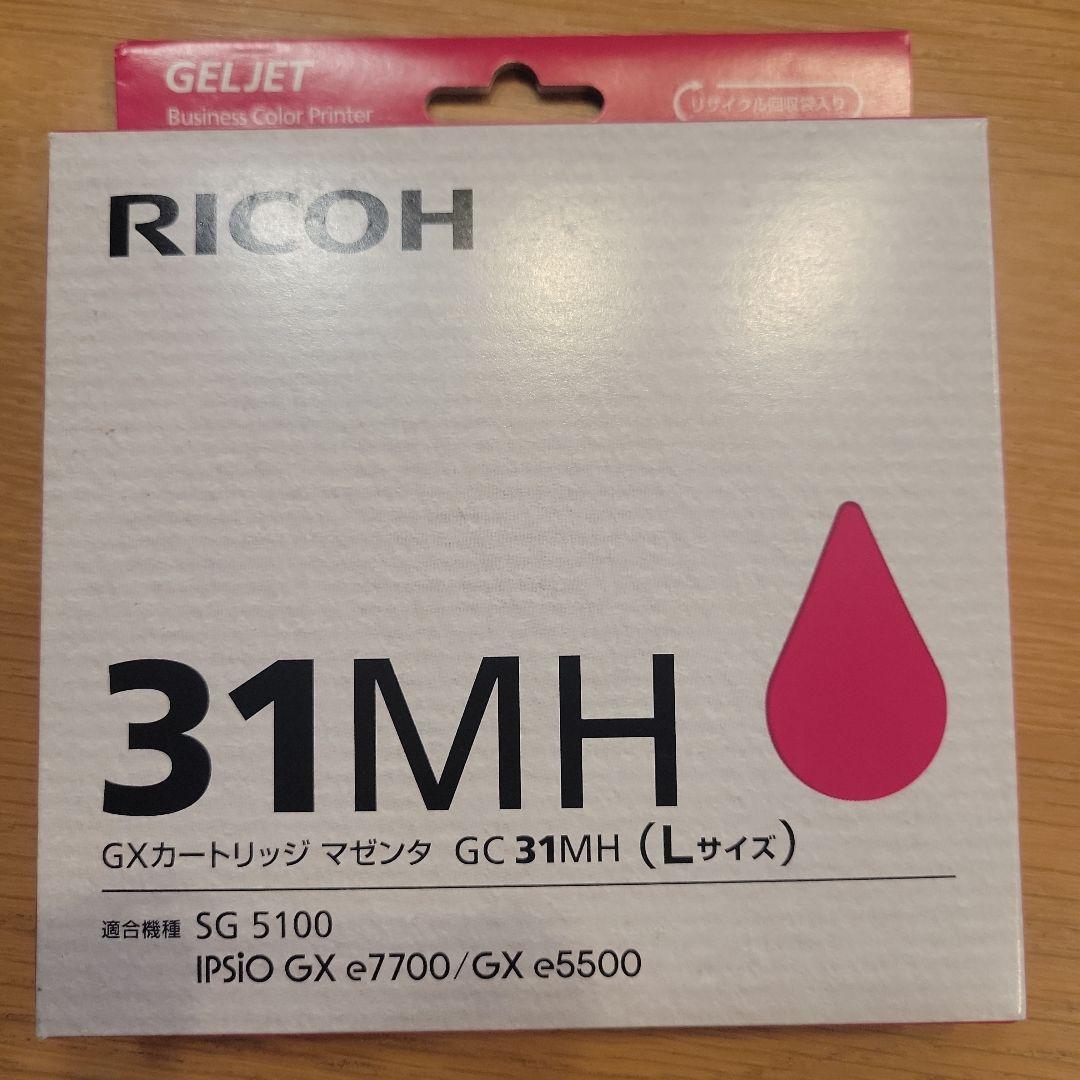 GELJET
Business Color Printer
リサイクル回収袋入り
RICOH
31MH
GXカートリッジ マゼンタ GC 31MH (Lサイズ)
適合機種 SG 5100
IPSiO GX e7700/GX e5500